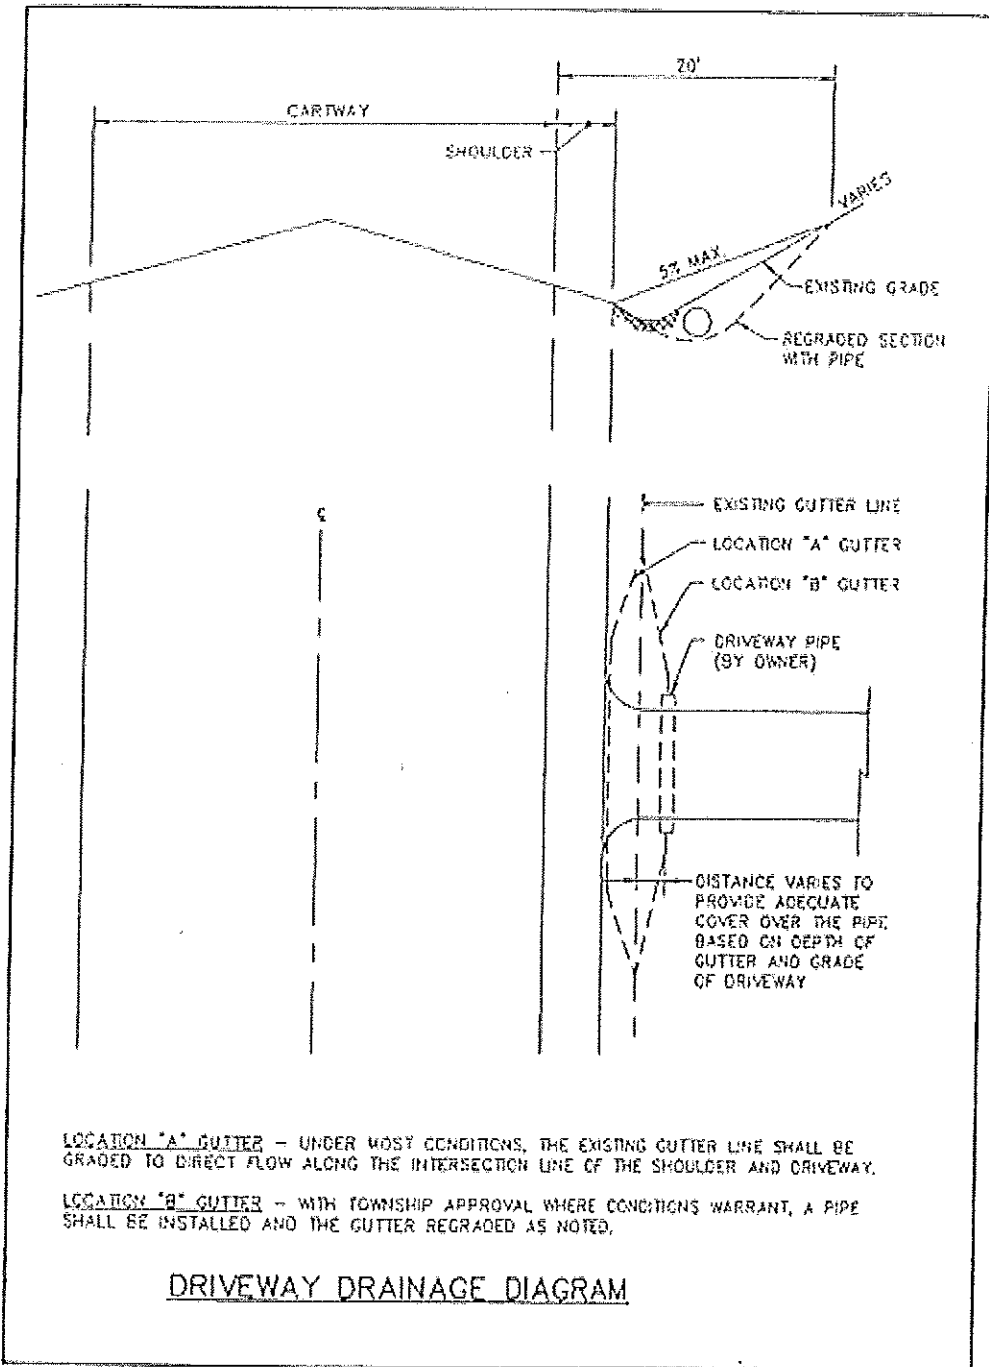 20'
CARTWAY
SHOULDER
VARIES
5% MAX.
EXISTING GRADE
REGRADED SECTION
WITH PIPE
EXISTING GUTTER LINE
℄
LOCATION "A" GUTTER
LOCATION "B" GUTTER
DRIVEWAY PIPE
(BY OWNER)
DISTANCE VARIES TO
PROVIDE ADEQUATE
COVER OVER THE PIPE
BASED ON DEPTH OF
GUTTER AND GRADE
OF DRIVEWAY
LOCATION "A" GUTTER - UNDER MOST CONDITIONS, THE EXISTING GUTTER LINE SHALL BE
GRADED TO DIRECT FLOW ALONG THE INTERSECTION LINE OF THE SHOULDER AND DRIVEWAY.
LOCATION "B" GUTTER - WITH TOWNSHIP APPROVAL WHERE CONDITIONS WARRANT, A PIPE
SHALL BE INSTALLED AND THE GUTTER REGRADED AS NOTED.
DRIVEWAY DRAINAGE DIAGRAM